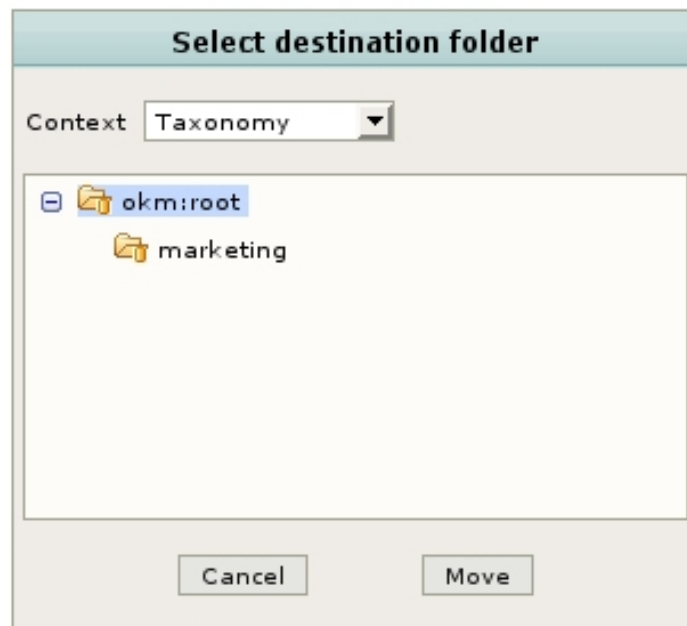 Select destination folder
Context Taxonomy
okm:root
marketing
Cancel Move